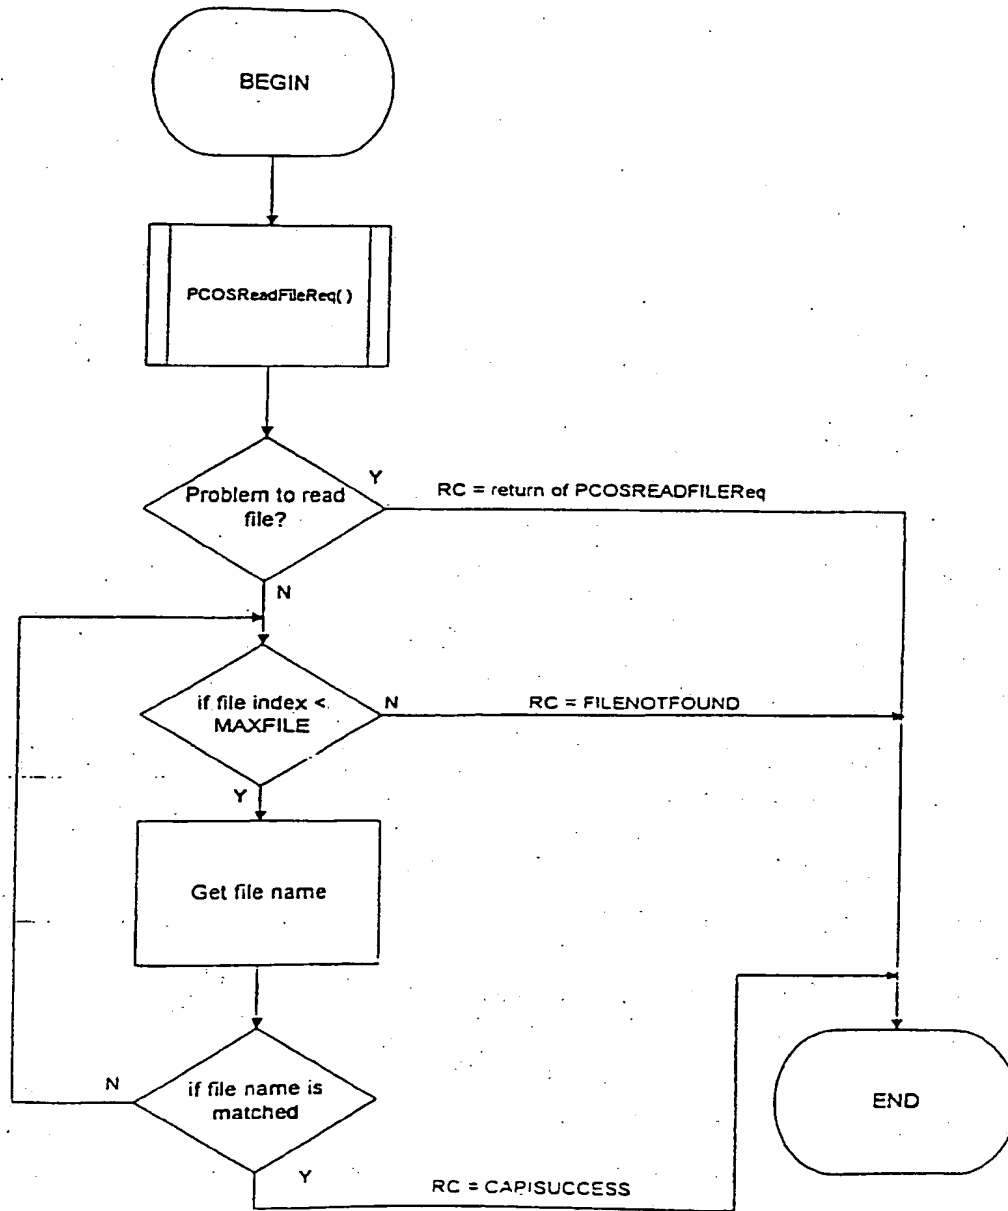 BEGIN
PCOSReadFileReq( )
Problem to read
file?
Y
RC = return of PCOSREADFILEReq
N
if file index <
MAXFILE
N
RC = FILENOTFOUND
Y
Get file name
if file name is
matched
N
Y
RC = CAPISUCCESS
END